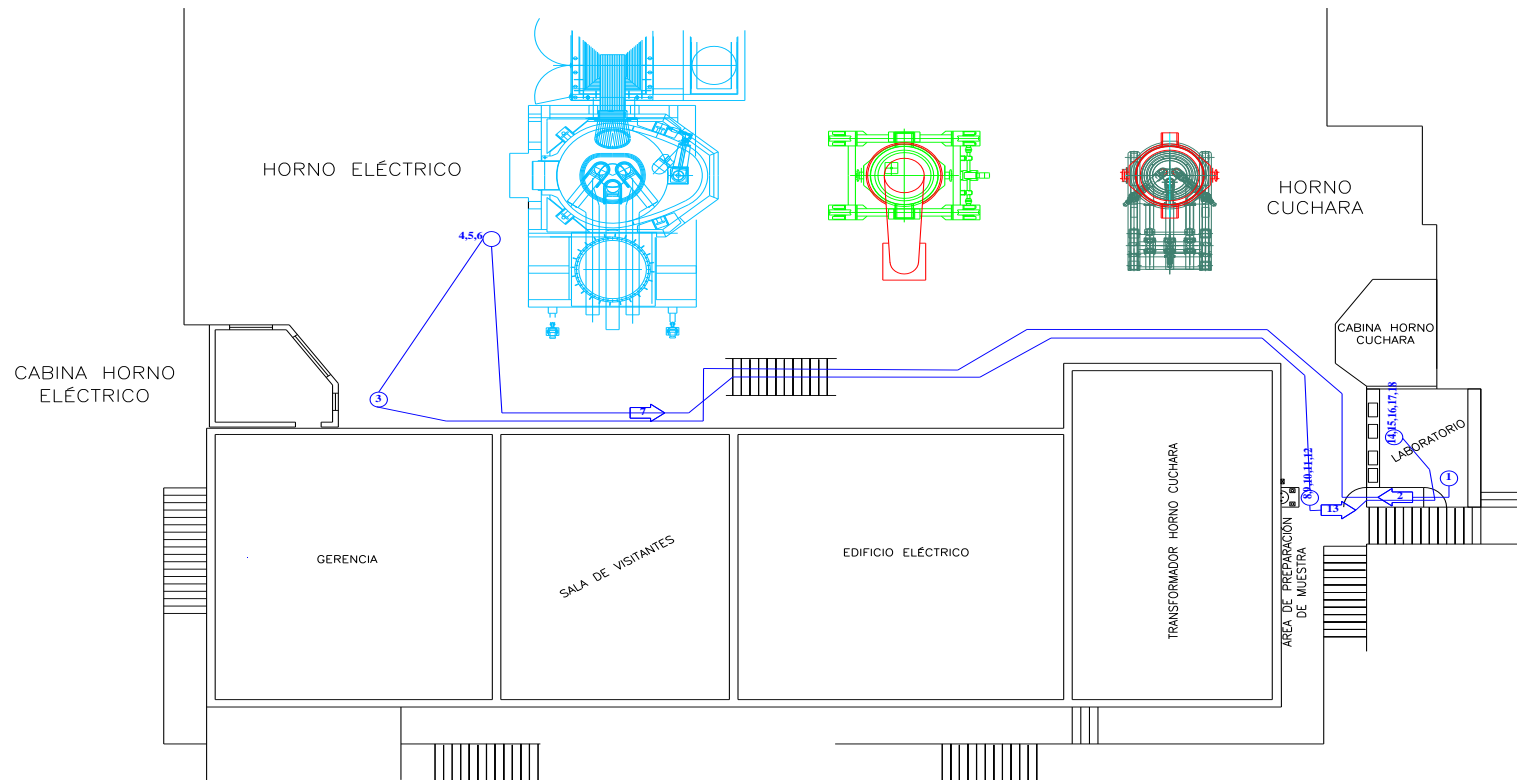 HORNO ELÉCTRICO
HORNO
CUCHARA
4,5,6
CABINA HORNO
CUCHARA
CABINA HORNO
ELÉCTRICO
3
7
14,15,16,17,18
LABORATORIO
8,9,10,11,12
1
2
13
GERENCIA
SALA DE VISITANTES
EDIFICIO ELÉCTRICO
TRANSFORMADOR HORNO CUCHARA
AREA DE PREPARACIÓN
DE MUESTRA